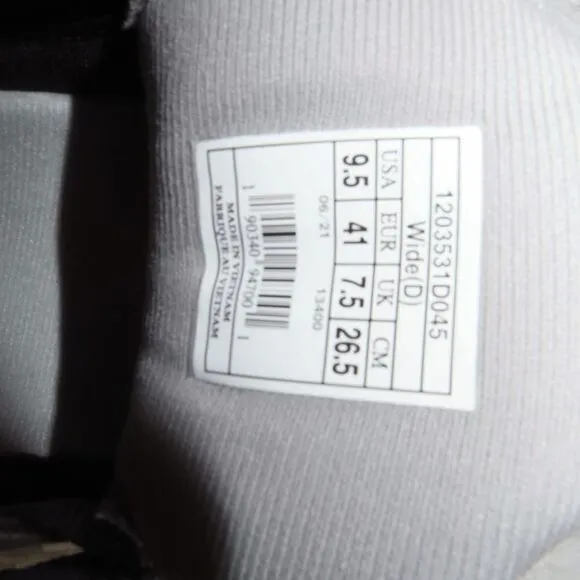 1203531D045
Wide(D)
USA EUR UK CM
9.5 41 7.5 26.5
06/21 13400
1 90340 94700 1
MADE IN VIETNAM
FABRIQUE AU VIETNAM